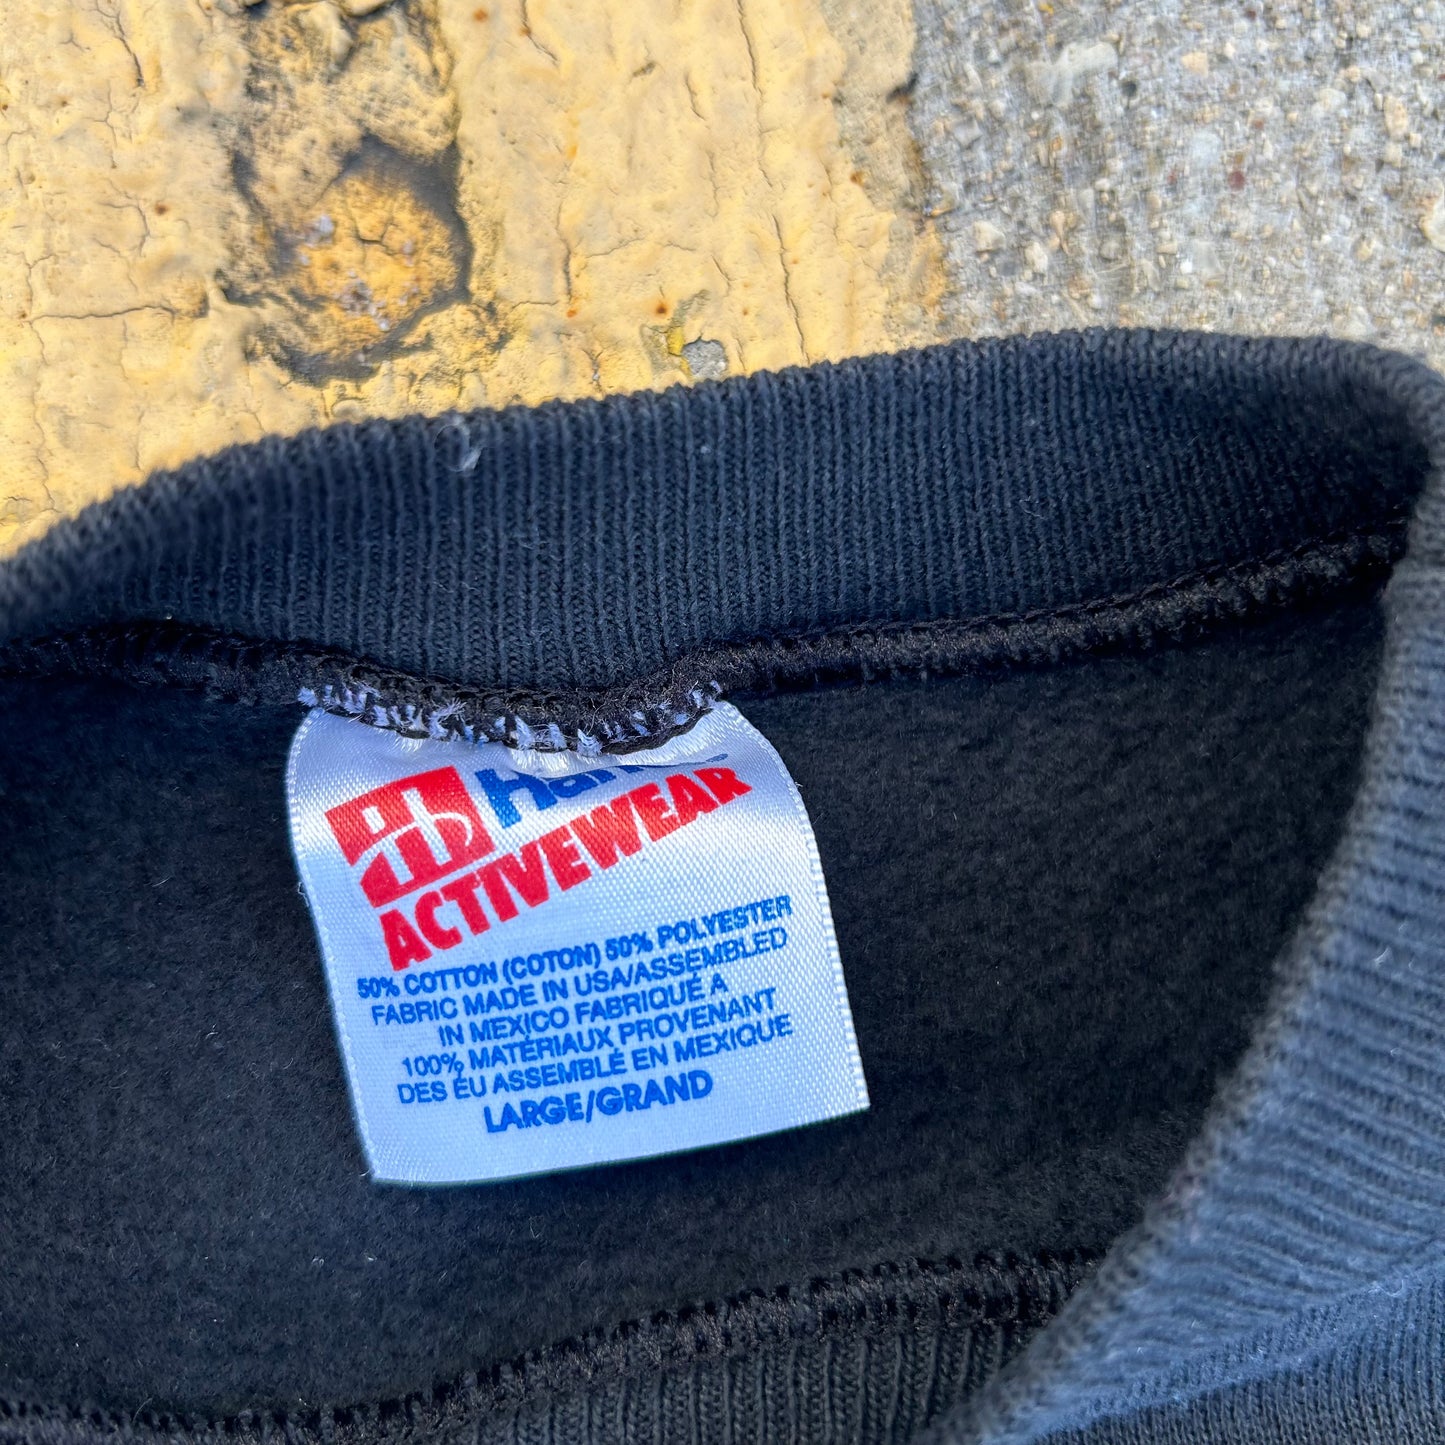 ACTIVEWEAR
50% COTTON (COTON) 50% POLYESTER
FABRIC MADE IN USA/ASSEMBLED
IN MEXICO FABRIQUÉ À
100% MATÉRIAUX PROVENANT
DES ÉU ASSEMBLÉ EN MEXIQUE
LARGE/GRAND